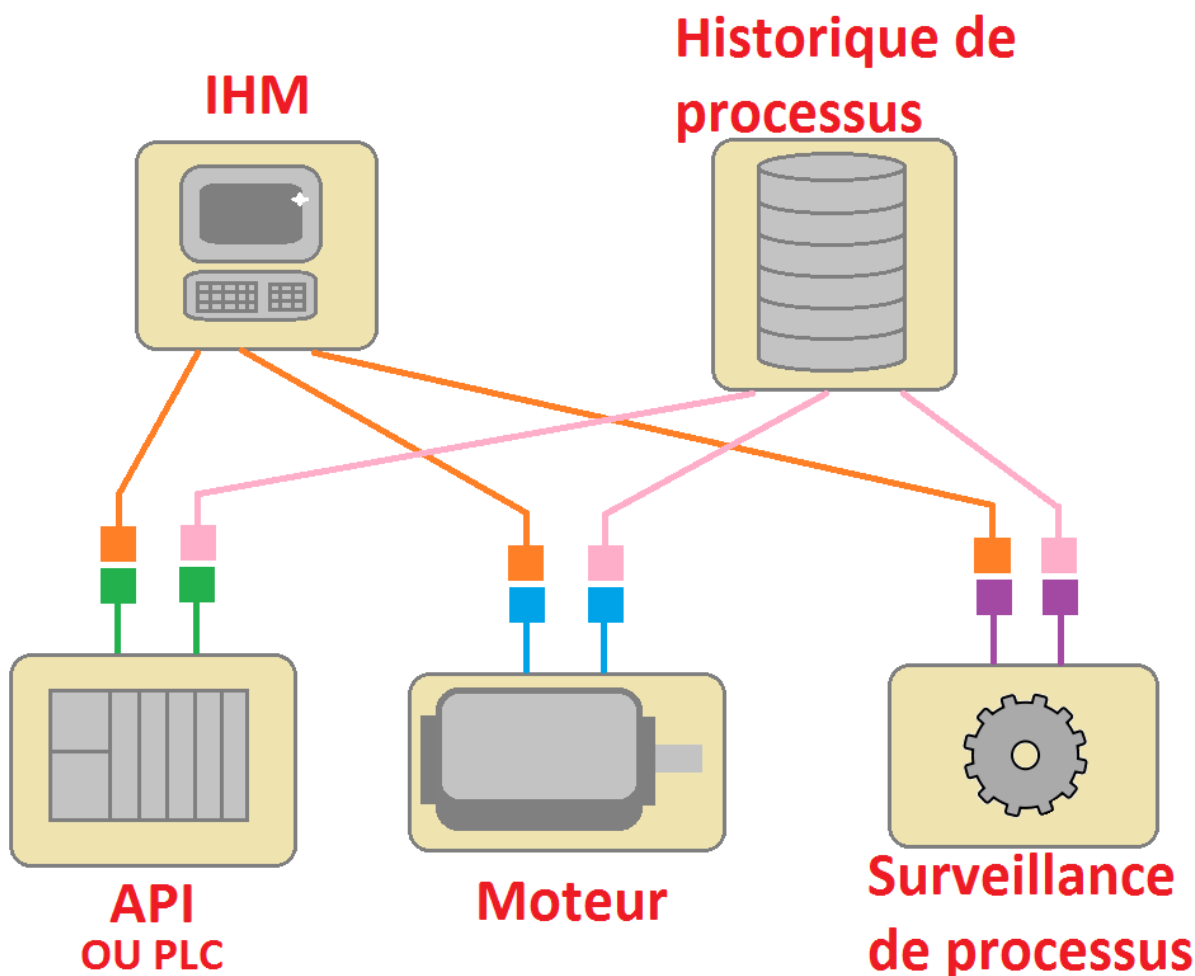 IHM
Historique de
processus
API
OU PLC
Moteur
Surveillance
de processus